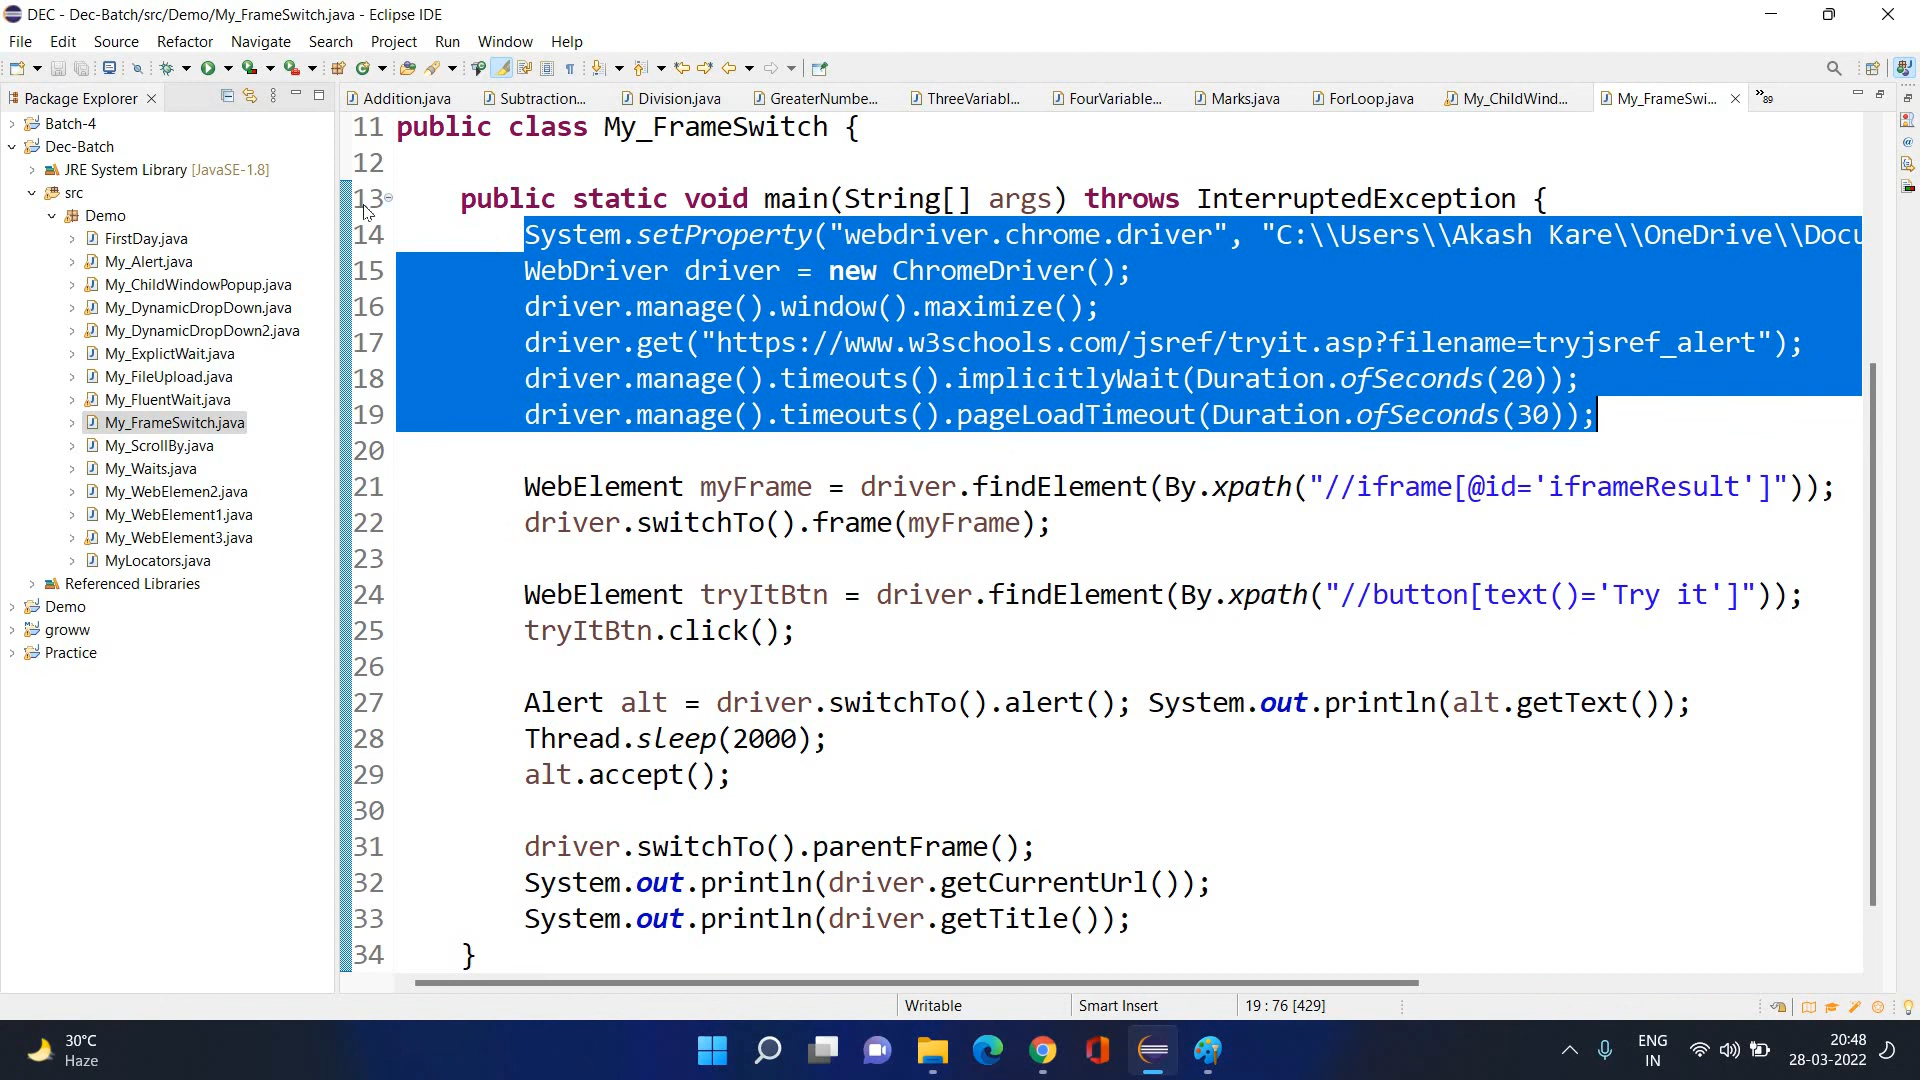 DEC - Dec-Batch/src/Demo/My_FrameSwitch.java - Eclipse IDE
File Edit Source Refactor Navigate Search Project Run Window Help
Package Explorer
Addition.java Subtraction... Division.java GreaterNumbe... ThreeVariabl... FourVariable... Marks.java ForLoop.java My_ChildWind... My_FrameSwi... »89
Batch-4
Dec-Batch
JRE System Library [JavaSE-1.8]
src
Demo
FirstDay.java
My_Alert.java
My_ChildWindowPopup.java
My_DynamicDropDown.java
My_DynamicDropDown2.java
My_ExplictWait.java
My_FileUpload.java
My_FluentWait.java
My_FrameSwitch.java
My_ScrollBy.java
My_Waits.java
My_WebElemen2.java
My_WebElement1.java
My_WebElement3.java
MyLocators.java
Referenced Libraries
Demo
groww
Practice
11 public class My_FrameSwitch {
12
13 public static void main(String[] args) throws InterruptedException {
14 System.setProperty("webdriver.chrome.driver", "C:\\Users\\Akash Kare\\OneDrive\\Docu
15 WebDriver driver = new ChromeDriver();
16 driver.manage().window().maximize();
17 driver.get("https://www.w3schools.com/jsref/tryit.asp?filename=tryjsref_alert");
18 driver.manage().timeouts().implicitlyWait(Duration.ofSeconds(20));
19 driver.manage().timeouts().pageLoadTimeout(Duration.ofSeconds(30));
20
21 WebElement myFrame = driver.findElement(By.xpath("//iframe[@id='iframeResult']"));
22 driver.switchTo().frame(myFrame);
23
24 WebElement tryItBtn = driver.findElement(By.xpath("//button[text()='Try it']"));
25 tryItBtn.click();
26
27 Alert alt = driver.switchTo().alert(); System.out.println(alt.getText());
28 Thread.sleep(2000);
29 alt.accept();
30
31 driver.switchTo().parentFrame();
32 System.out.println(driver.getCurrentUrl());
33 System.out.println(driver.getTitle());
34 }
Writable Smart Insert 19 : 76 [429]
30°C
Haze
ENG
IN
20:48
28-03-2022